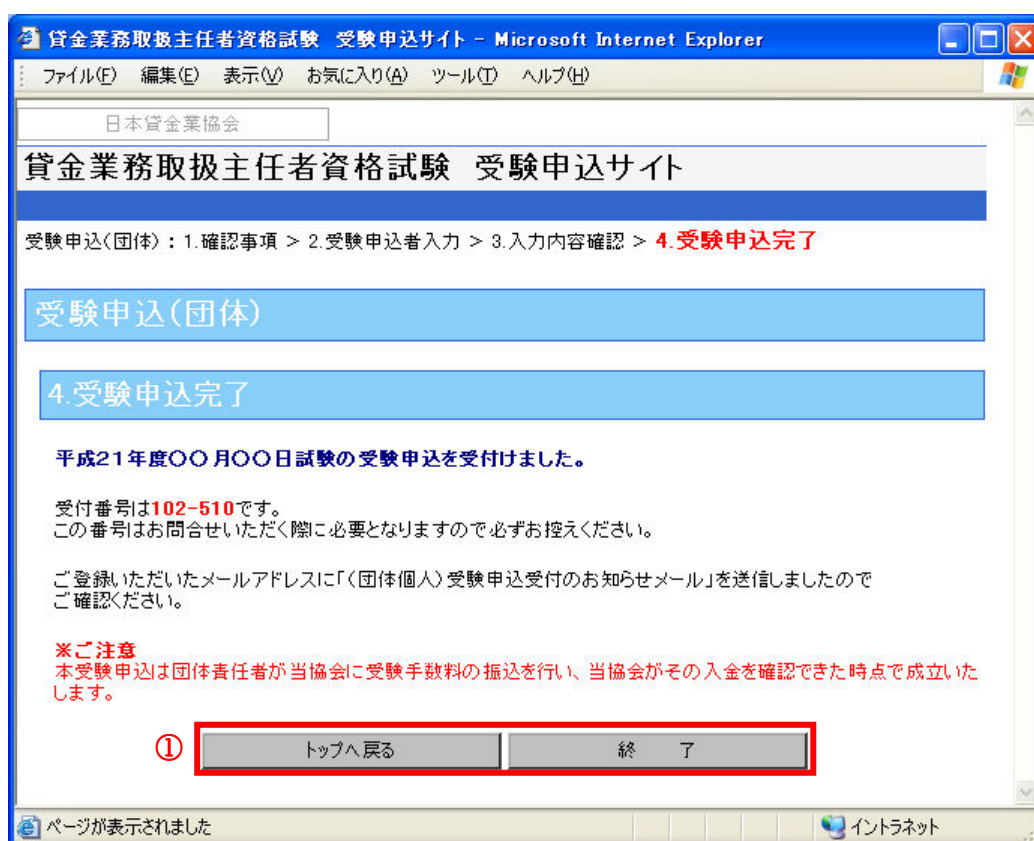 貸金業務取扱主任者資格試験 受験申込サイト - Microsoft Internet Explorer
ファイル(F) 編集(E) 表示(V) お気に入り(A) ツール(T) ヘルプ(H)
日本貸金業協会
貸金業務取扱主任者資格試験 受験申込サイト
受験申込(団体) : 1.確認事項 > 2.受験申込者入力 > 3.入力内容確認 > 4.受験申込完了
受験申込(団体)
4.受験申込完了
平成21年度〇〇月〇〇日試験の受験申込を受付けました。
受付番号は102-510です。
この番号はお問合せいただく際に必要となりますので必ずお控えください。
ご登録いただいたメールアドレスに「(団体個人)受験申込受付のお知らせメール」を送信しましたので
ご確認ください。
※ご注意
本受験申込は団体責任者が当協会に受験手数料の振込を行い、当協会がその入金を確認できた時点で成立いた
します。
① トップへ戻る 終 了
ページが表示されました イントラネット